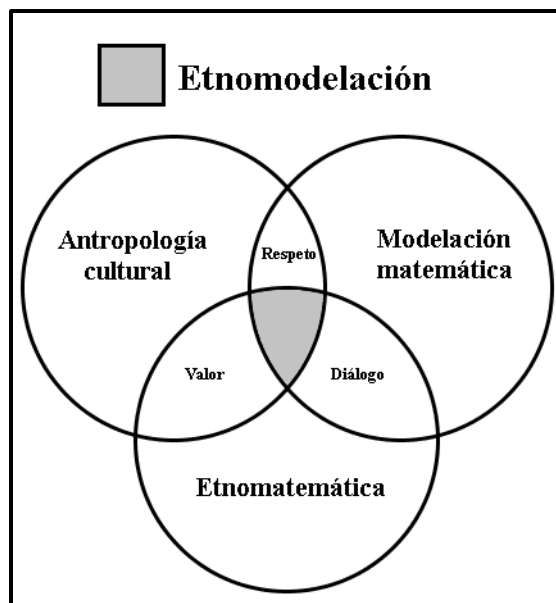 Etnomodelación
Antropología
cultural
Respeto
Modelación
matemática
Valor
Diálogo
Etnomatemática